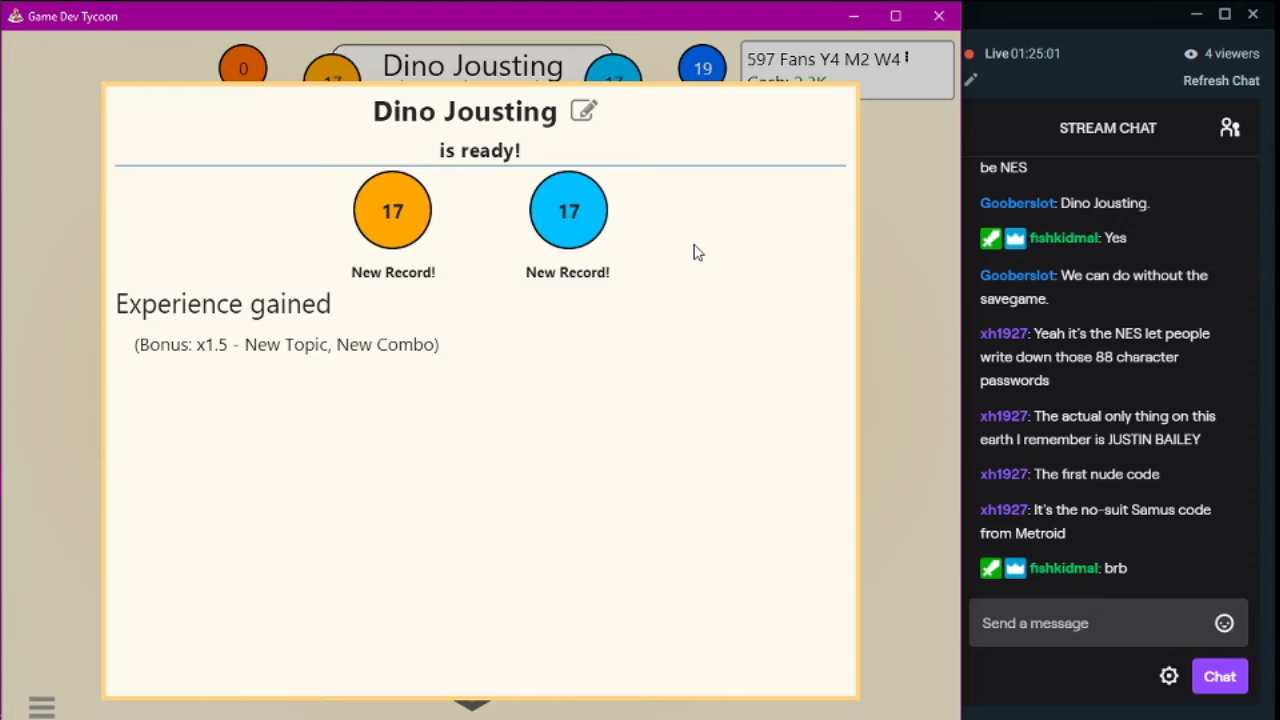 Game Dev Tycoon
0
17
Dino Jousting
17
19
597 Fans Y4 M2 W4
Cash: 2.2K
Dino Jousting
is ready!
17
17
New Record!
New Record!
Experience gained
(Bonus: x1.5 - New Topic, New Combo)
Live 01:25:01
4 viewers
Refresh Chat
STREAM CHAT
be NES
Gooberslot: Dino Jousting.
fishkidmal: Yes
Gooberslot: We can do without the
savegame.
xh1927: Yeah it's the NES let people
write down those 88 character
passwords
xh1927: The actual only thing on this
earth I remember is JUSTIN BAILEY
xh1927: The first nude code
xh1927: It's the no-suit Samus code
from Metroid
fishkidmal: brb
Send a message
Chat